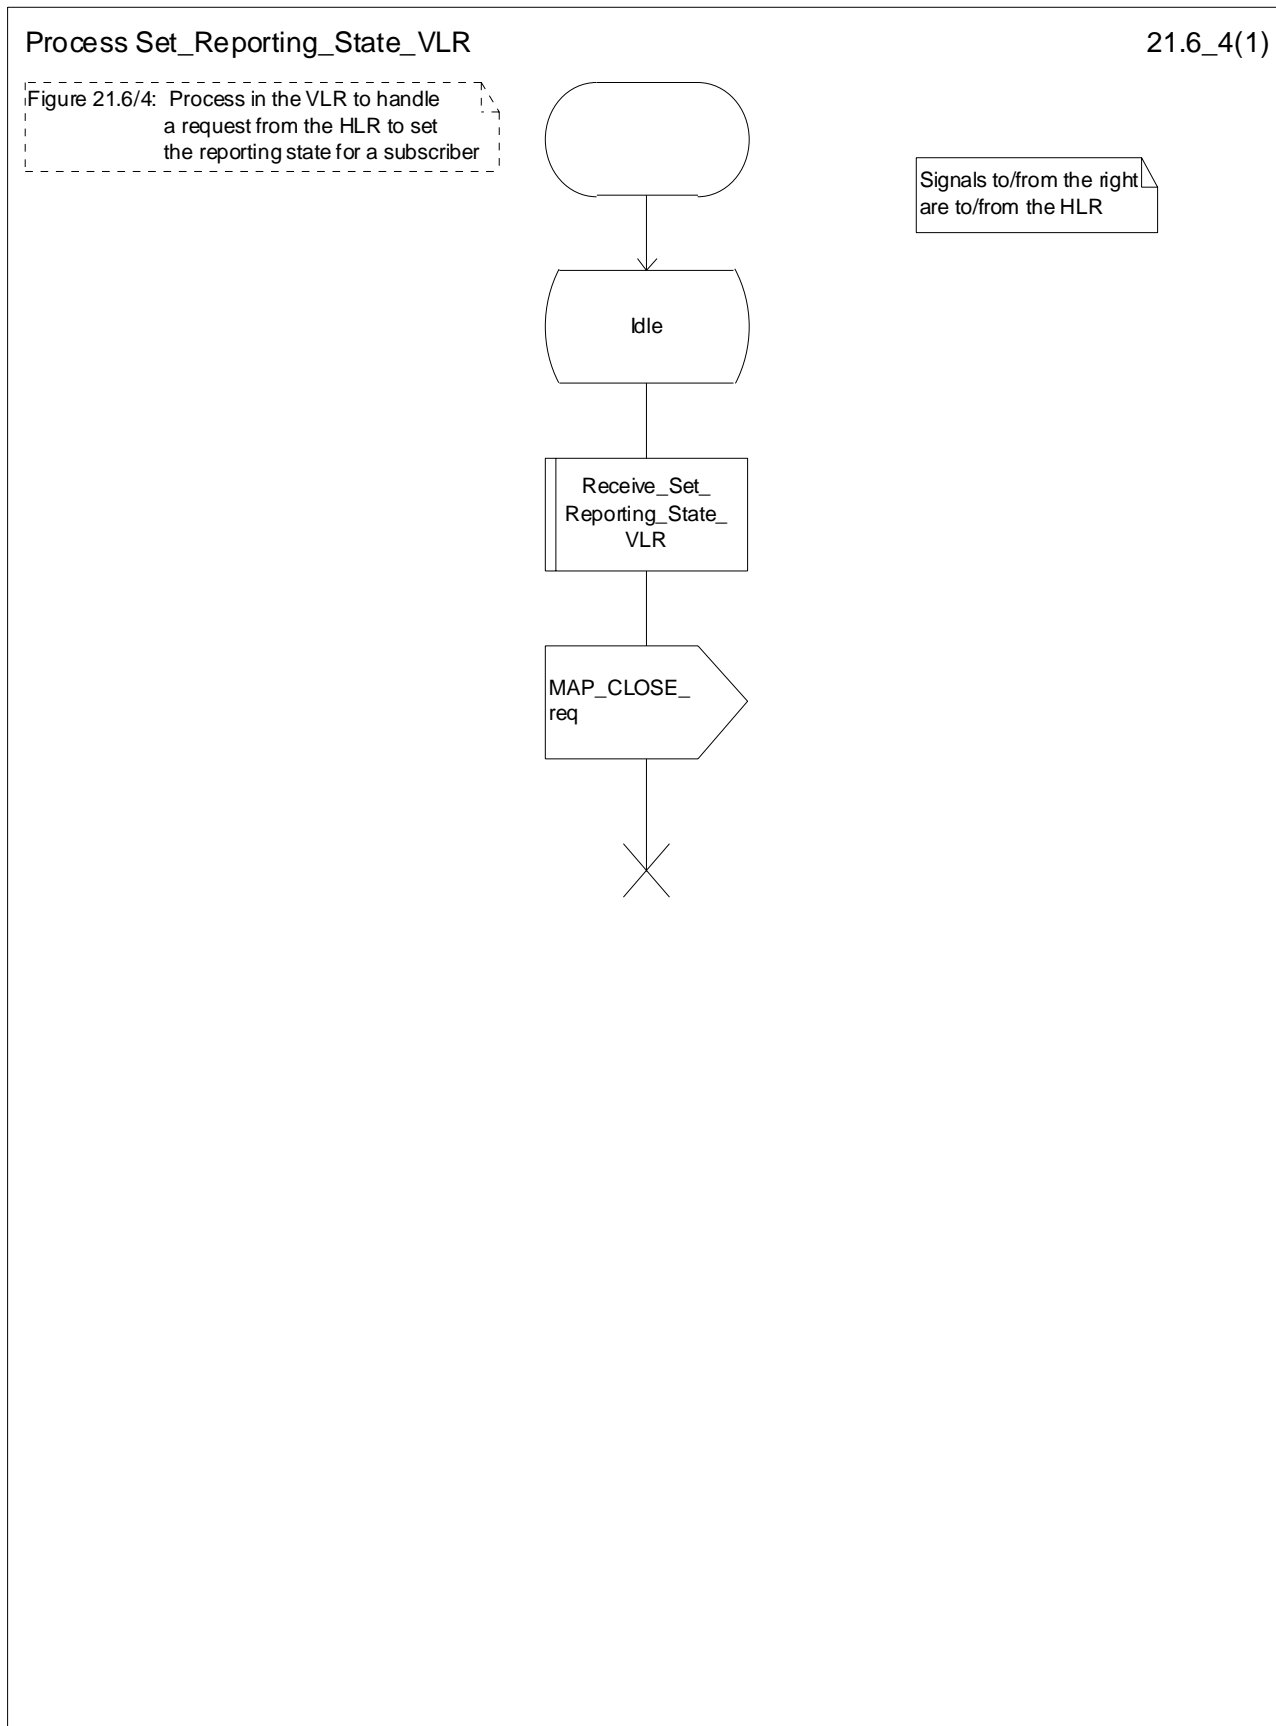 Process Set_Reporting_State_VLR
21.6_4(1)
Figure 21.6/4: Process in the VLR to handle
a request from the HLR to set
the reporting state for a subscriber
Signals to/from the right
are to/from the HLR
Idle
Receive_Set_
Reporting_State_
VLR
MAP_CLOSE_
req